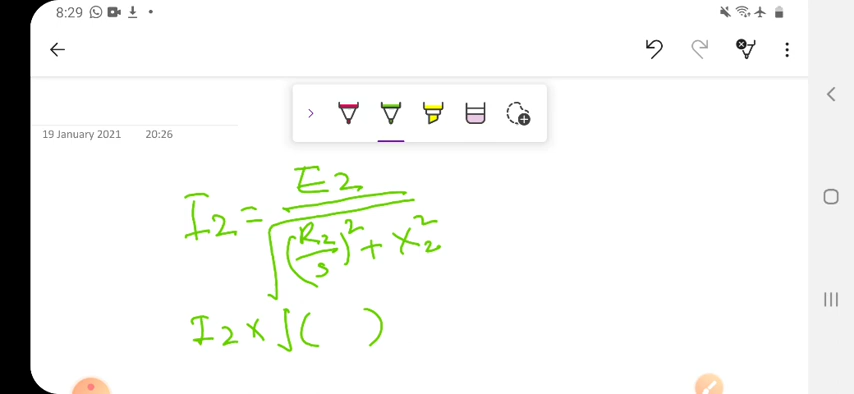 8:29
19 January 2021 20:26
I2 = E2 / √((R2/s)² + X2²)
I2 × √( )